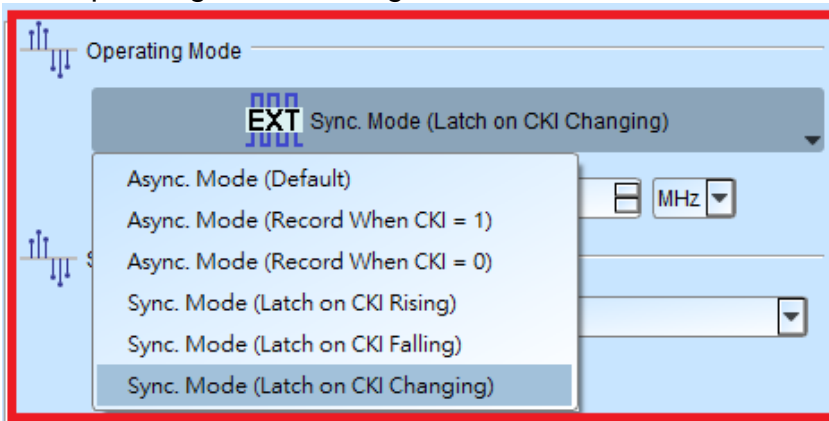 Operating Mode
EXT Sync. Mode (Latch on CKI Changing)
Async. Mode (Default)
Async. Mode (Record When CKI = 1)
MHz
Async. Mode (Record When CKI = 0)
Sync. Mode (Latch on CKI Rising)
Sync. Mode (Latch on CKI Falling)
Sync. Mode (Latch on CKI Changing)